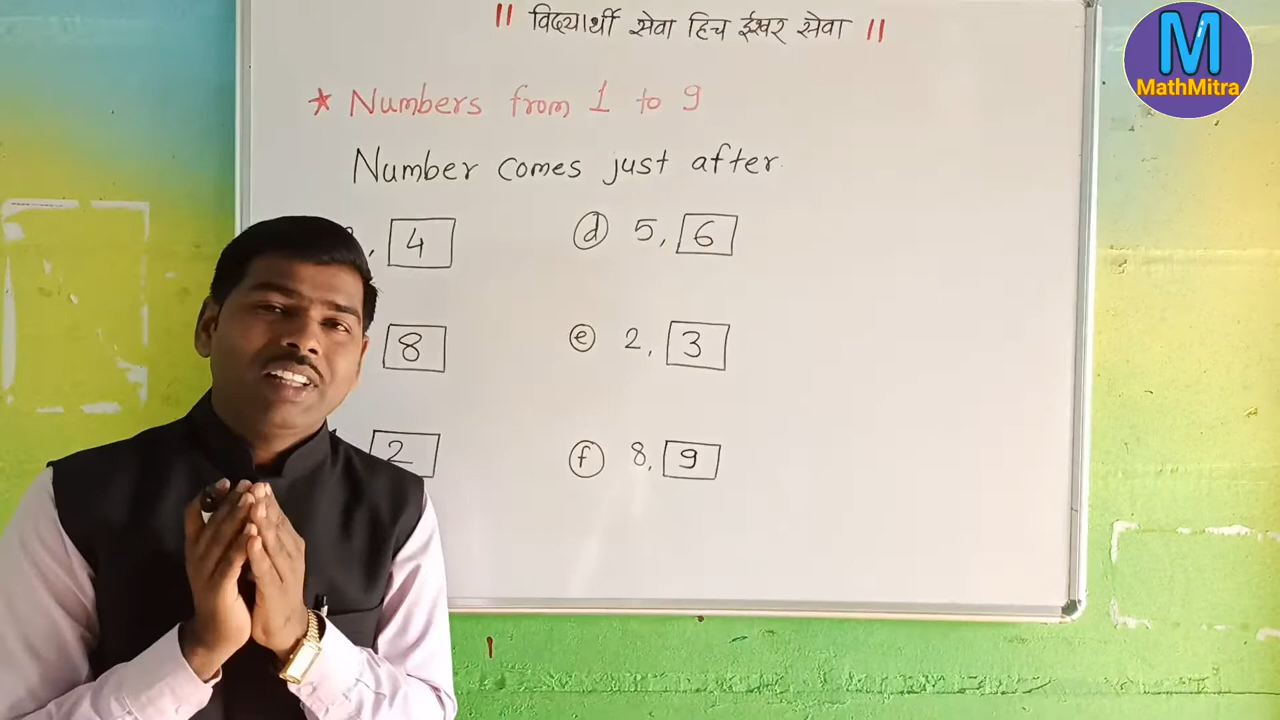 || विद्यार्थी सेवा हिच ईश्वर सेवा ||
M
MathMitra
★ Numbers from 1 to 9
Number comes just after
, 4
d 5, 6
8
e 2, 3
2
f 8, 9